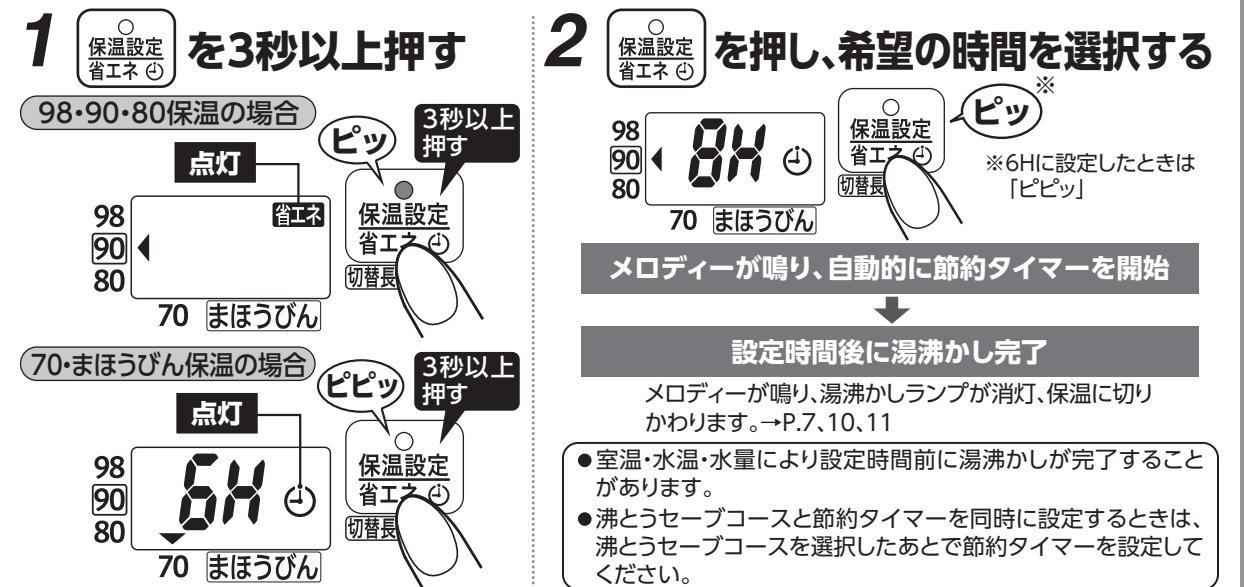 1 保温設定 省エネ を3秒以上押す
98・90・80保温の場合
ピッ
3秒以上
押す
点灯
省エネ
98
90
80
70 まほうびん
保温設定
省エネ
切替長
70・まほうびん保温の場合
ピピッ
3秒以上
押す
点灯
98
90
80
6H
70 まほうびん
保温設定
省エネ
切替長
2 保温設定 省エネ を押し、希望の時間を選択する
98
90
80
8H
70 まほうびん
保温設定
省エネ
切替長
ピッ
※
※6Hに設定したときは
「ピピッ」
メロディーが鳴り、自動的に節約タイマーを開始
設定時間後に湯沸かし完了
メロディーが鳴り、湯沸かしランプが消灯、保温に切り
かわります。→P.7、10、11
●室温・水温・水量により設定時間前に湯沸かしが完了すること
があります。
●沸とうセーブコースと節約タイマーを同時に設定するときは、
沸とうセーブコースを選択したあとで節約タイマーを設定して
ください。